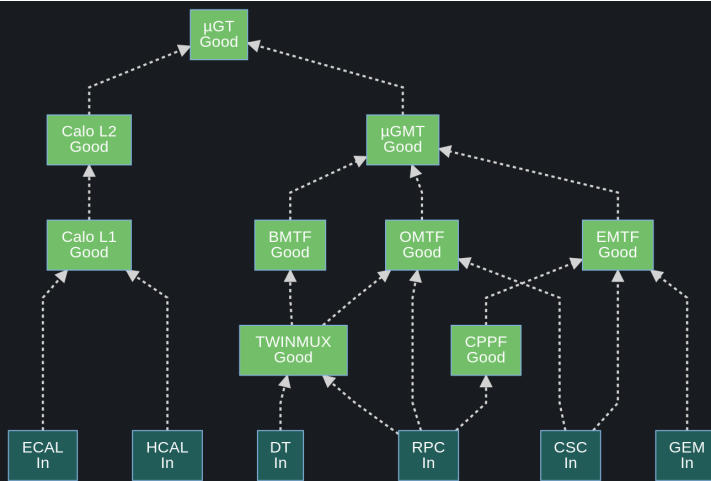 µGT
Good
Calo L2
Good
µGMT
Good
Calo L1
Good
BMTF
Good
OMTF
Good
EMTF
Good
TWINMUX
Good
CPPF
Good
ECAL
In
HCAL
In
DT
In
RPC
In
CSC
In
GEM
In